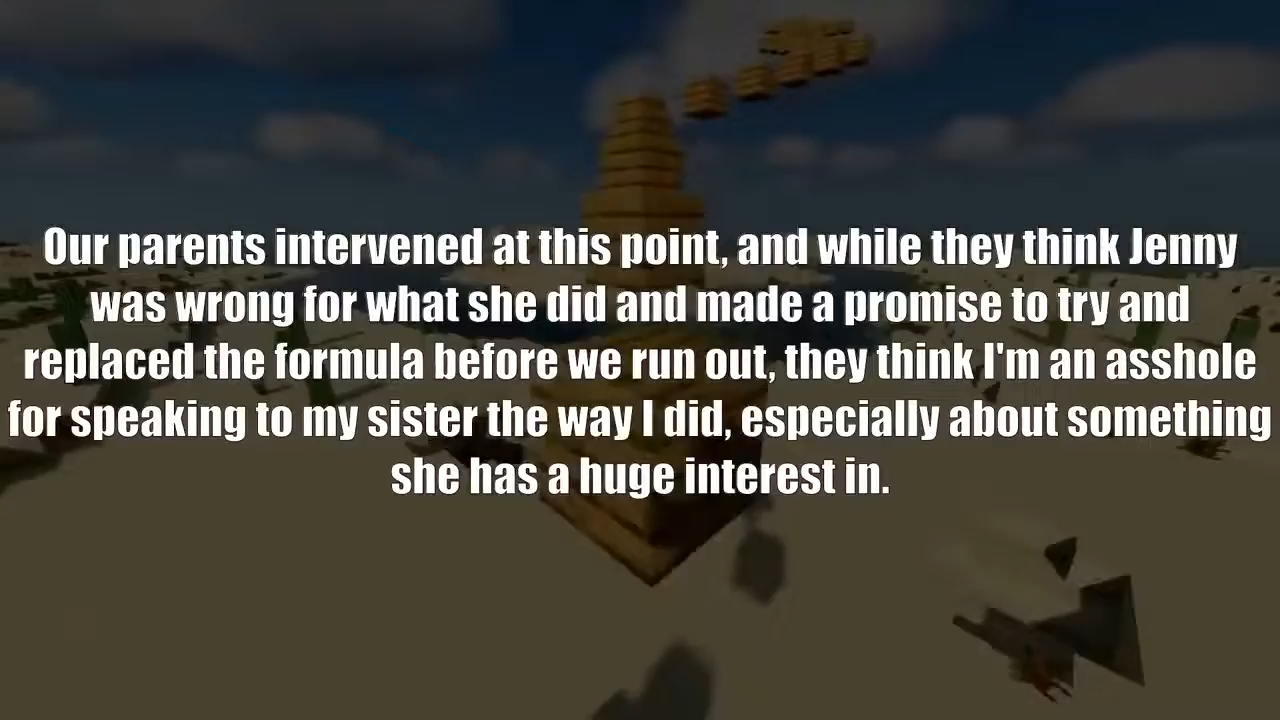 Our parents intervened at this point, and while they think Jenny
was wrong for what she did and made a promise to try and
replaced the formula before we run out, they think I'm an asshole
for speaking to my sister the way I did, especially about something
she has a huge interest in.